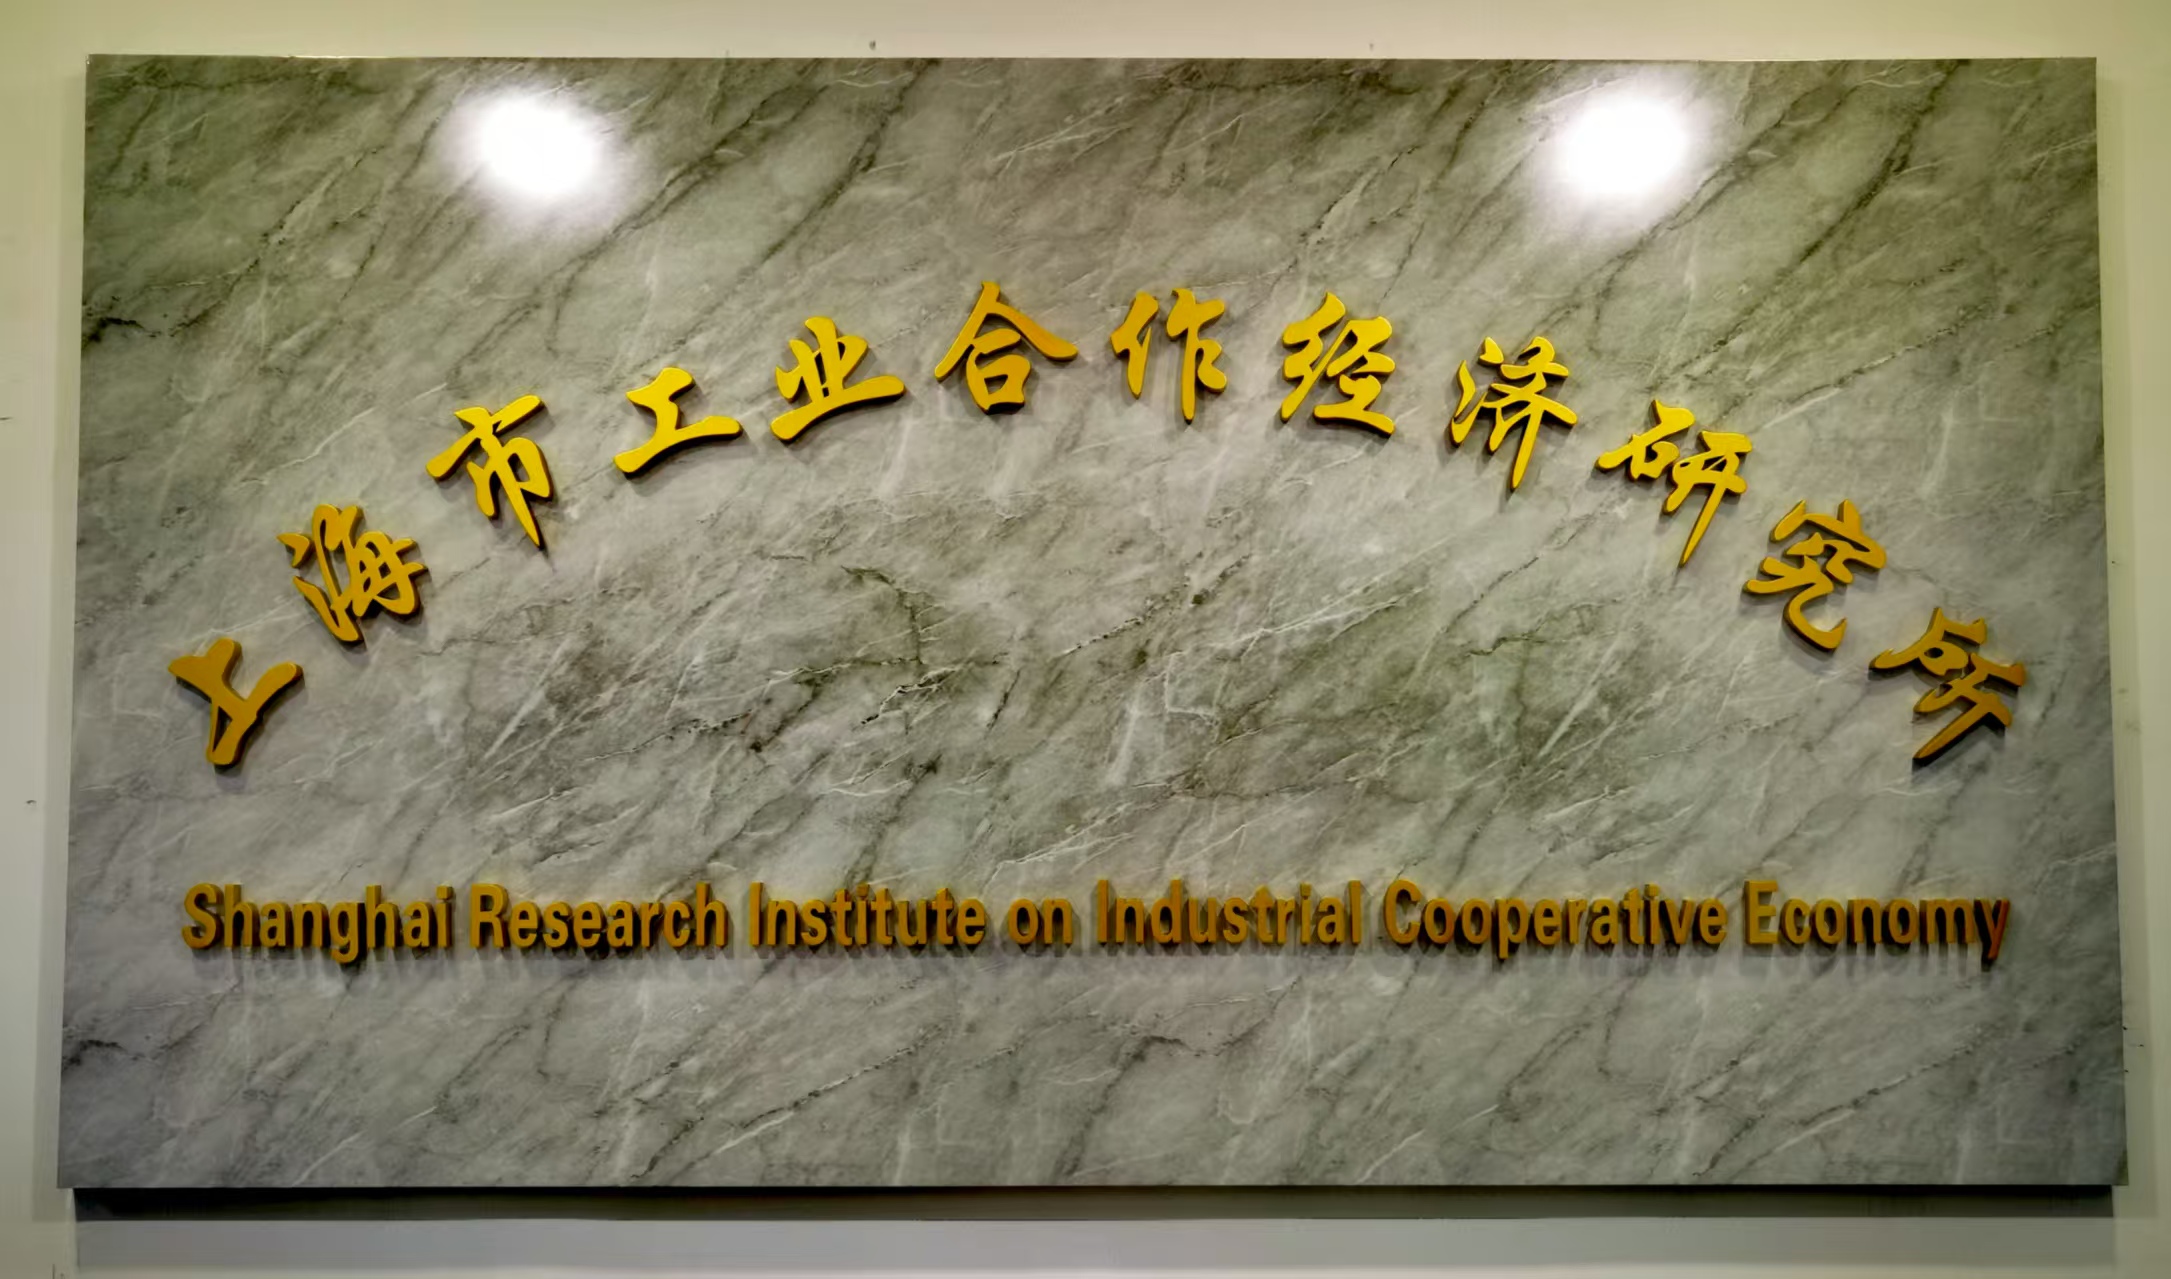 上海市工业合作经济研究所
Shanghai Research Institute on Industrial Cooperative Economy